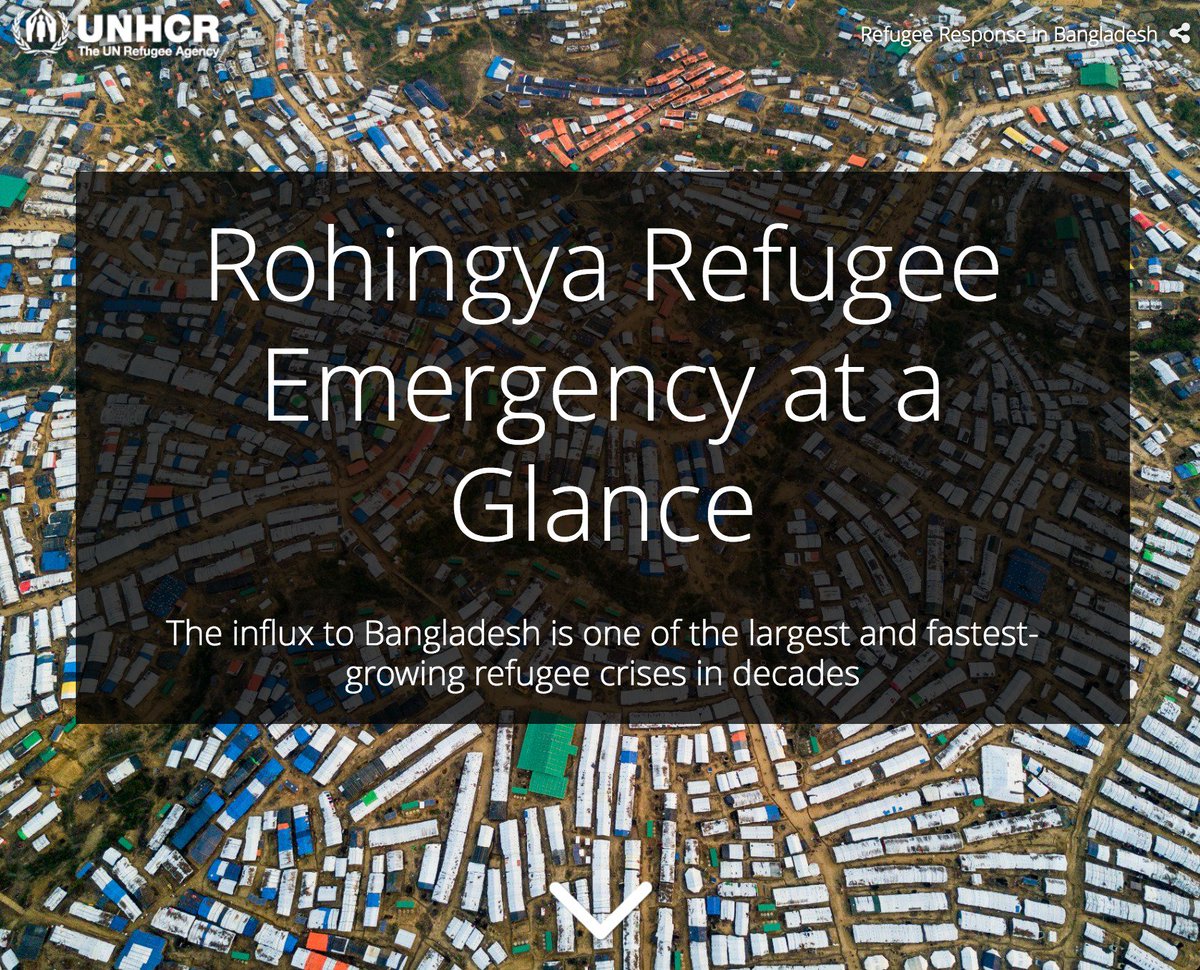 UNHCR
The UN Refugee Agency
Refugee Response in Bangladesh
Rohingya Refugee
Emergency at a
Glance
The influx to Bangladesh is one of the largest and fastest-
growing refugee crises in decades